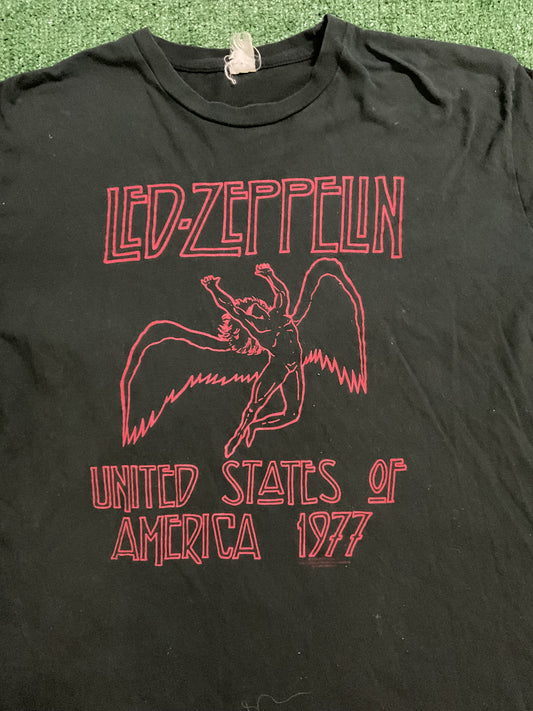 LED-ZEPPELIN
UNITED STATES OF
AMERICA 1977